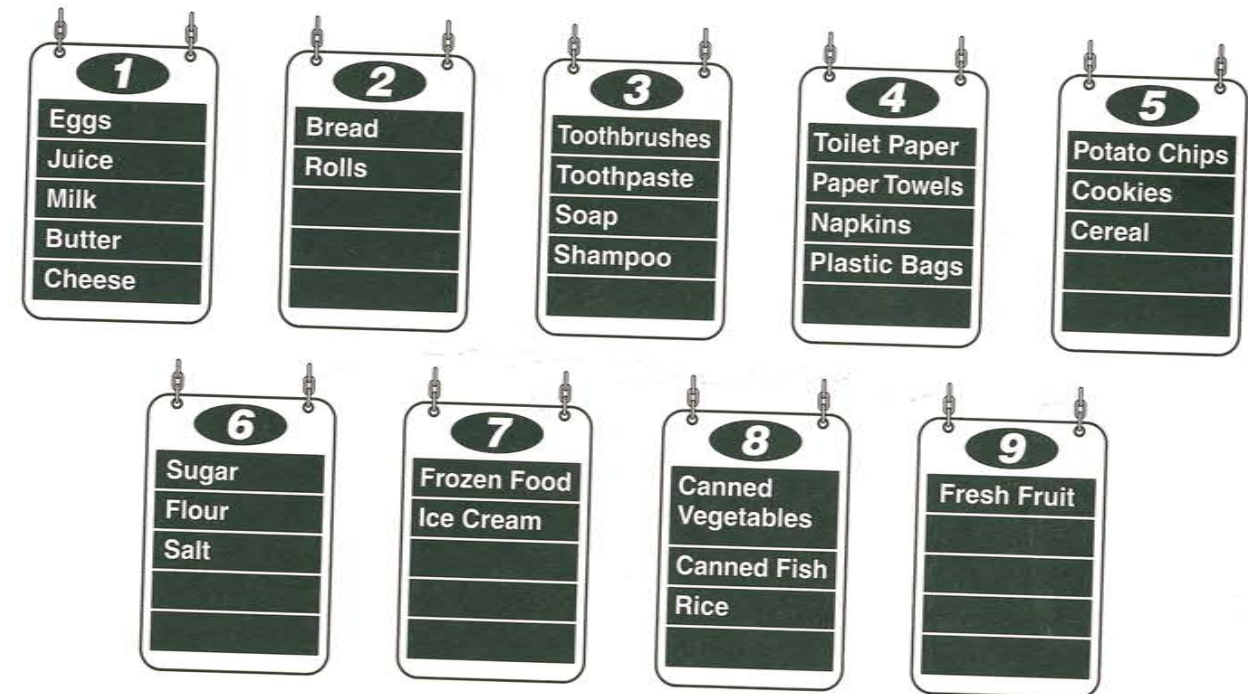 1
Eggs
Juice
Milk
Butter
Cheese
2
Bread
Rolls
3
Toothbrushes
Toothpaste
Soap
Shampoo
4
Toilet Paper
Paper Towels
Napkins
Plastic Bags
5
Potato Chips
Cookies
Cereal
6
Sugar
Flour
Salt
7
Frozen Food
Ice Cream
8
Canned
Vegetables
Canned Fish
Rice
9
Fresh Fruit